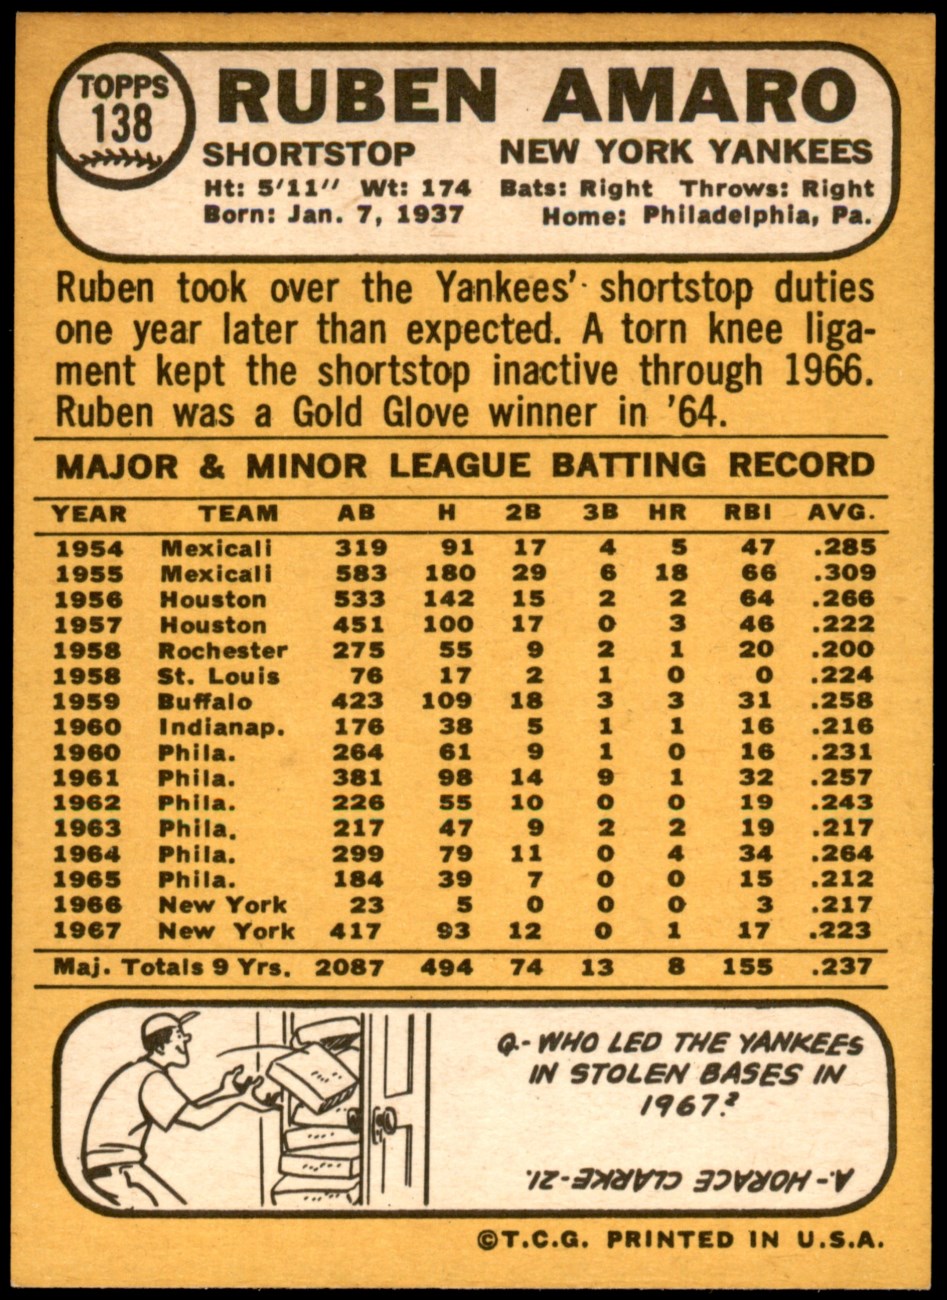 TOPPS
138
RUBEN AMARO
SHORTSTOP NEW YORK YANKEES
Ht: 5'11" Wt: 174 Bats: Right Throws: Right
Born: Jan. 7, 1937 Home: Philadelphia, Pa.
Ruben took over the Yankees' shortstop duties
one year later than expected. A torn knee liga-
ment kept the shortstop inactive through 1966.
Ruben was a Gold Glove winner in '64.
MAJOR & MINOR LEAGUE BATTING RECORD
YEAR TEAM AB H 2B 3B HR RBI AVG.
1954 Mexicali 319 91 17 4 5 47 .285
1955 Mexicali 583 180 29 6 18 66 .309
1956 Houston 533 142 15 2 2 64 .266
1957 Houston 451 100 17 0 3 46 .222
1958 Rochester 275 55 9 2 1 20 .200
1958 St. Louis 76 17 2 1 0 0 .224
1959 Buffalo 423 109 18 3 3 31 .258
1960 Indianap. 176 38 5 1 1 16 .216
1960 Phila. 264 61 9 1 0 16 .231
1961 Phila. 381 98 14 9 1 32 .257
1962 Phila. 226 55 10 0 0 19 .243
1963 Phila. 217 47 9 2 2 19 .217
1964 Phila. 299 79 11 0 4 34 .264
1965 Phila. 184 39 7 0 0 15 .212
1966 New York 23 5 0 0 0 3 .217
1967 New York 417 93 12 0 1 17 .223
Maj. Totals 9 Yrs. 2087 494 74 13 8 155 .237
Q.- WHO LED THE YANKEES
IN STOLEN BASES IN
1967?
A.- HORACE CLARKE-21.
©T.C.G. PRINTED IN U.S.A.